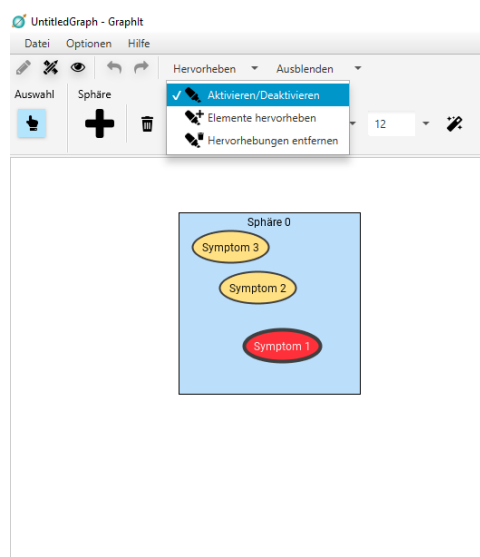 UntitledGraph - GraphIt
Datei Optionen Hilfe
Hervorheben Ausblenden
Auswahl Sphäre
Aktivieren/Deaktivieren
Elemente hervorheben
12
Hervorhebungen entfernen
Sphäre 0
Symptom 3
Symptom 2
Symptom 1